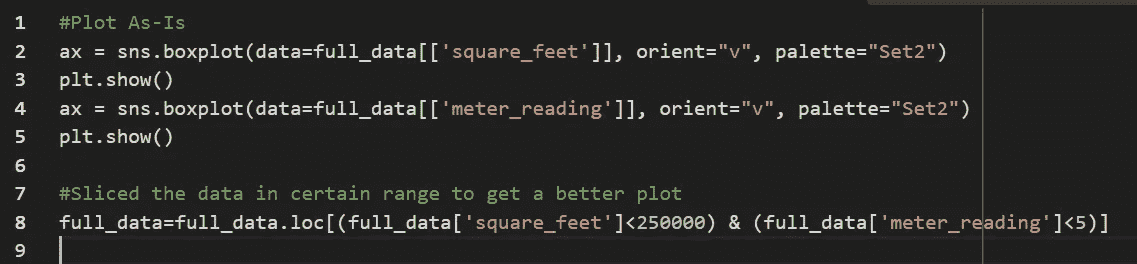 1 #Plot As-Is
2 ax = sns.boxplot(data=full_data[['square_feet']], orient="v", palette="Set2")
3 plt.show()
4 ax = sns.boxplot(data=full_data[['meter_reading']], orient="v", palette="Set2")
5 plt.show()
6
7 #Sliced the data in certain range to get a better plot
8 full_data=full_data.loc[(full_data['square_feet']<250000) & (full_data['meter_reading']<5)]
9